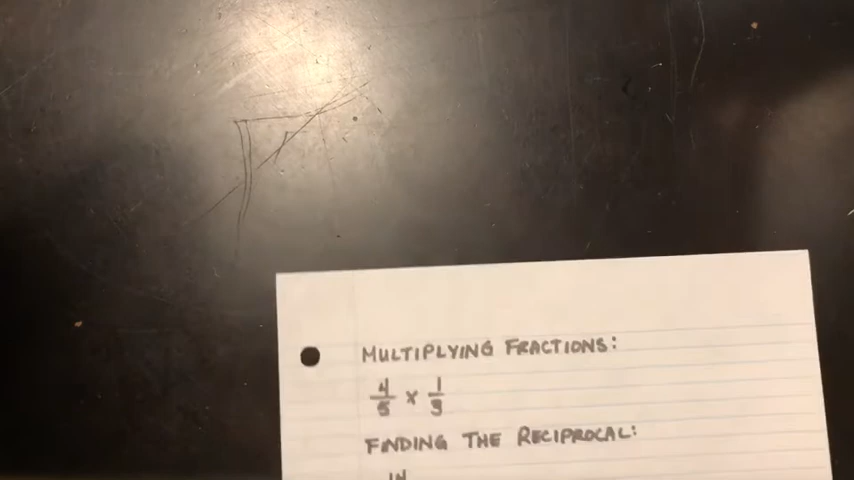 MULTIPLYING FRACTIONS:
4/5 x 1/3
FINDING THE RECIPROCAL: